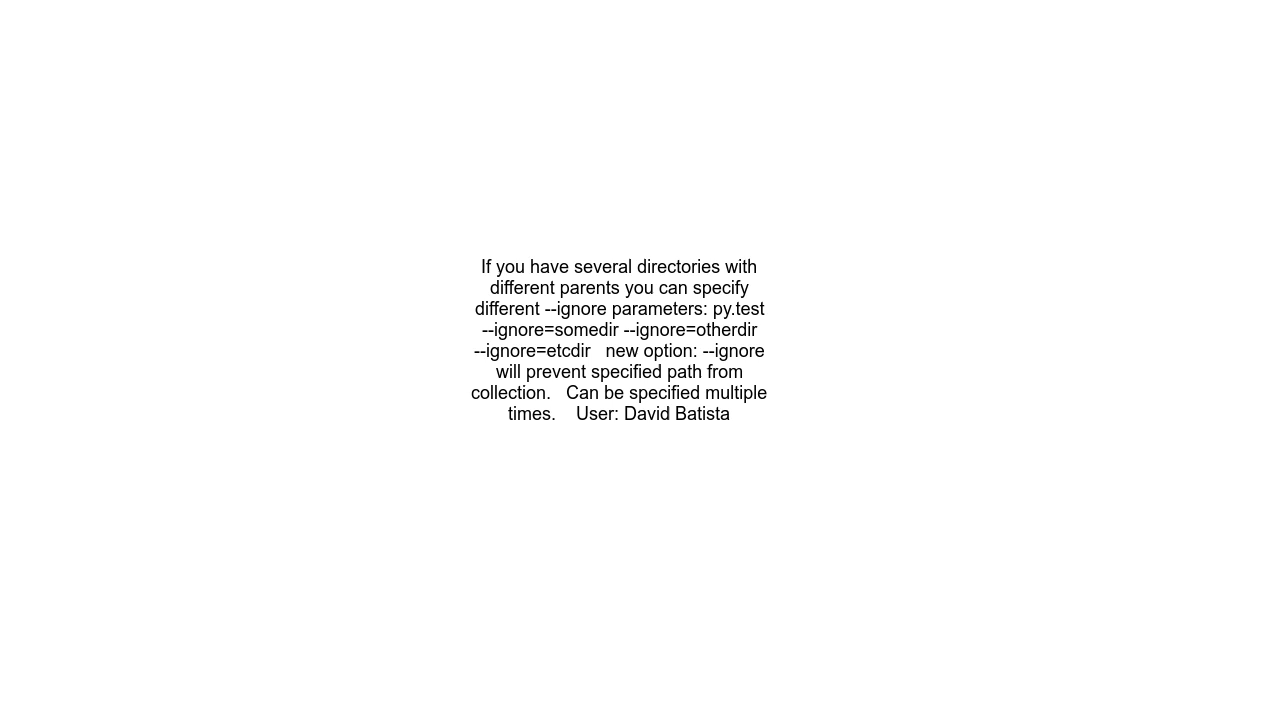 If you have several directories with
different parents you can specify
different --ignore parameters: py.test
--ignore=somedir --ignore=otherdir
--ignore=etcdir   new option: --ignore
will prevent specified path from
collection.   Can be specified multiple
times.    User: David Batista